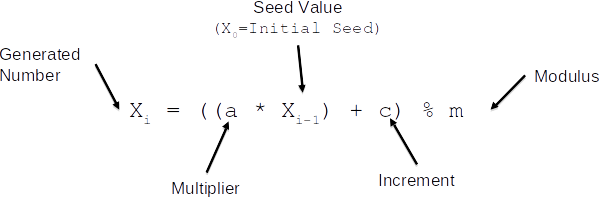 Seed Value
(X₀=Initial Seed)
Generated
Number
Modulus
Xᵢ = ((a * Xᵢ₋₁) + c) % m
Multiplier
Increment